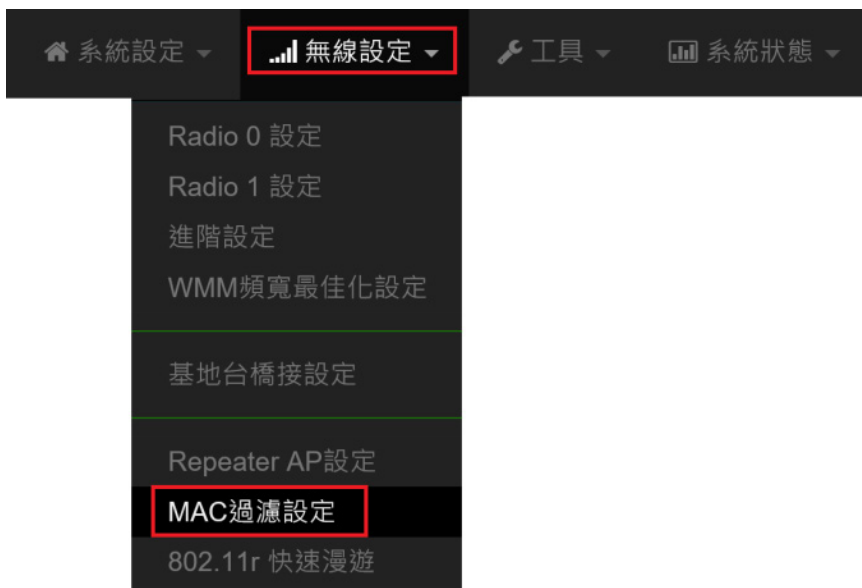 系統設定 無線設定 工具 系統狀態
Radio 0 設定
Radio 1 設定
進階設定
WMM頻寬最佳化設定
基地台橋接設定
Repeater AP設定
MAC過濾設定
802.11r 快速漫遊